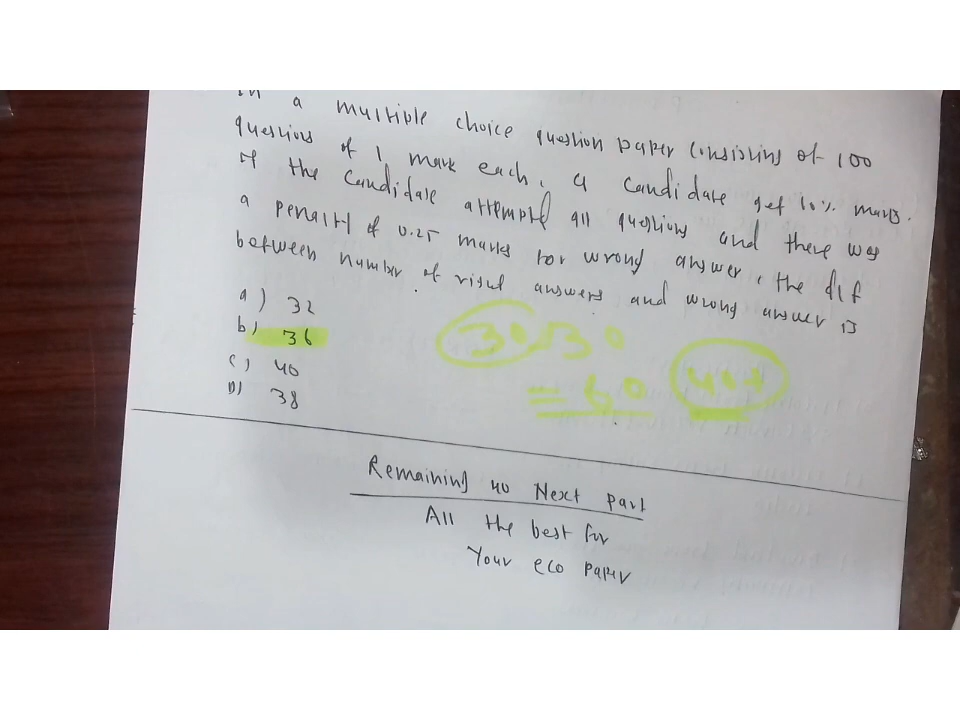 In a multiple choice question paper consisting of 100
questions of 1 mark each, a candidate get 10% marks.
If the candidate attempted all questions and there was
a penalty of 0.25 marks for wrong answer, the dif
between number of right answers and wrong answer is
a) 32
b) 36
c) 40
D) 38
30/30
= 60
40+
Remaining 40 Next part
All the best for
Your eco paper